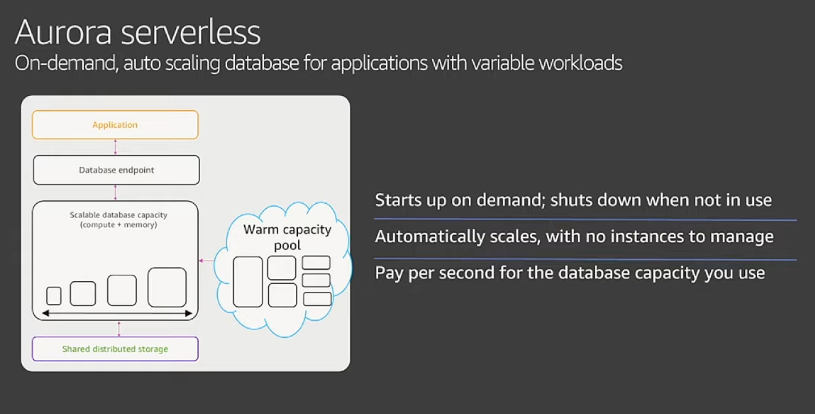 Aurora serverless
On-demand, auto scaling database for applications with variable workloads
Application
Database endpoint
Scalable database capacity
(compute + memory)
Warm capacity
pool
Shared distributed storage
Starts up on demand; shuts down when not in use
Automatically scales, with no instances to manage
Pay per second for the database capacity you use